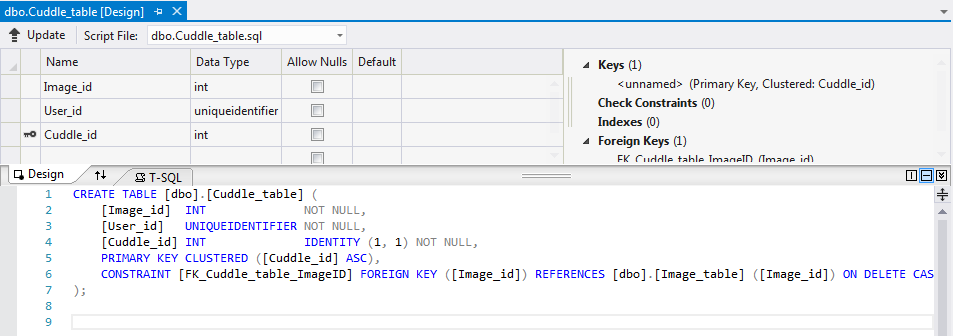 dbo.Cuddle_table [Design]
Update Script File: dbo.Cuddle_table.sql
Name Data Type Allow Nulls Default
Image_id int
User_id uniqueidentifier
Cuddle_id int
Keys (1)
<unnamed> (Primary Key, Clustered: Cuddle_id)
Check Constraints (0)
Indexes (0)
Foreign Keys (1)
FK_Cuddle_table_ImageID (Image_id)
Design T-SQL
1 CREATE TABLE [dbo].[Cuddle_table] (
2 [Image_id] INT NOT NULL,
3 [User_id] UNIQUEIDENTIFIER NOT NULL,
4 [Cuddle_id] INT IDENTITY (1, 1) NOT NULL,
5 PRIMARY KEY CLUSTERED ([Cuddle_id] ASC),
6 CONSTRAINT [FK_Cuddle_table_ImageID] FOREIGN KEY ([Image_id]) REFERENCES [dbo].[Image_table] ([Image_id]) ON DELETE CAS
7 );
8
9